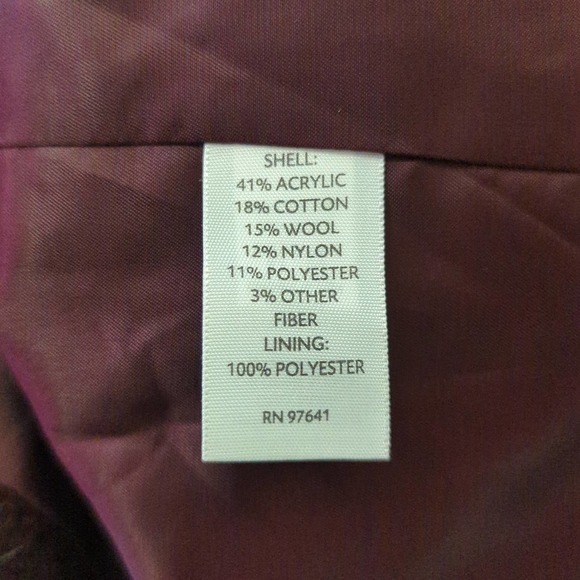 SHELL:
41% ACRYLIC
18% COTTON
15% WOOL
12% NYLON
11% POLYESTER
3% OTHER
FIBER
LINING:
100% POLYESTER
RN 97641